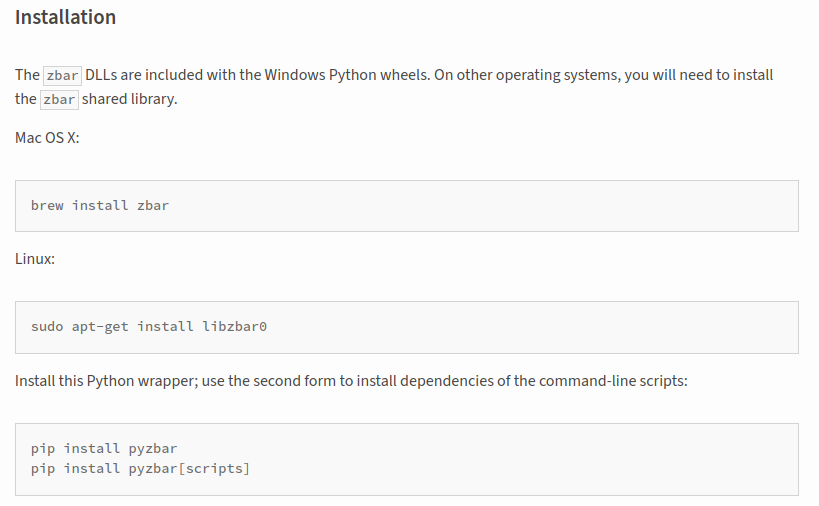 Installation
The zbar DLLs are included with the Windows Python wheels. On other operating systems, you will need to install
the zbar shared library.
Mac OS X:
brew install zbar
Linux:
sudo apt-get install libzbar0
Install this Python wrapper; use the second form to install dependencies of the command-line scripts:
pip install pyzbar
pip install pyzbar[scripts]